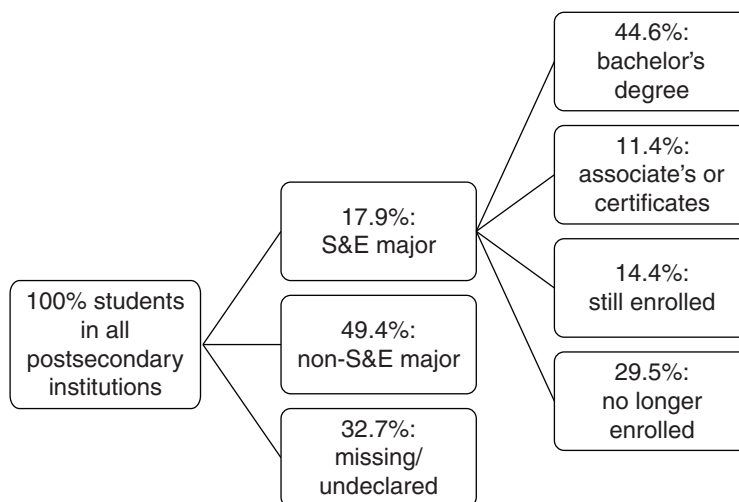 100% students
in all
postsecondary
institutions
17.9%:
S&E major
49.4%:
non-S&E major
32.7%:
missing/
undeclared
44.6%:
bachelor’s
degree
11.4%:
associate’s or
certificates
14.4%:
still enrolled
29.5%:
no longer
enrolled